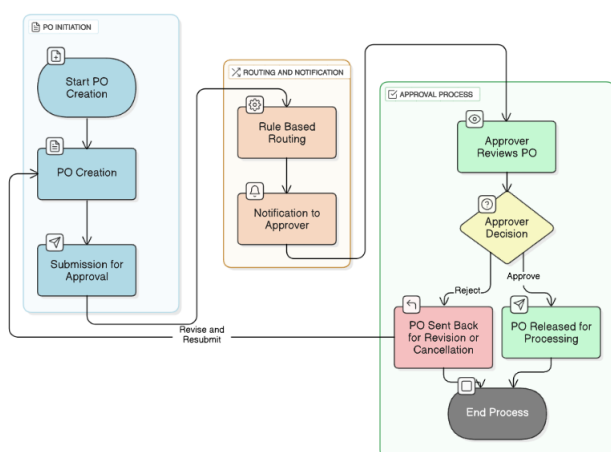 PO INITIATION
Start PO
Creation
PO Creation
Submission for
Approval
ROUTING AND NOTIFICATION
Rule Based
Routing
Notification to
Approver
APPROVAL PROCESS
Approver
Reviews PO
Approver
Decision
Reject
Approve
PO Sent Back
for Revision or
Cancellation
PO Released for
Processing
Revise and
Resubmit
End Process